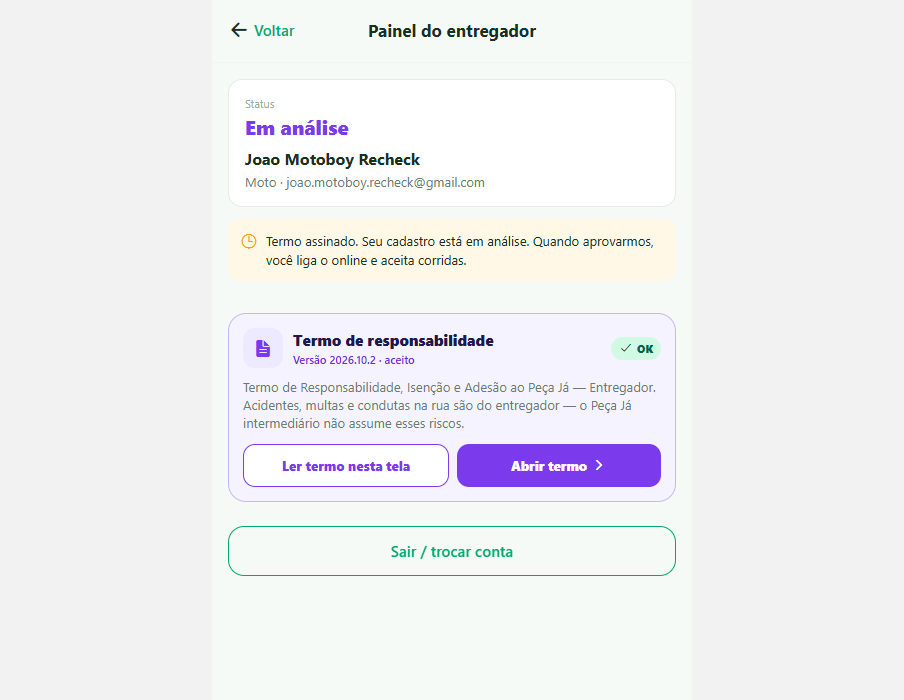 Voltar
Painel do entregador
Status
Em análise
Joao Motoboy Recheck
Moto · joao.motoboy.recheck@gmail.com
Termo assinado. Seu cadastro está em análise. Quando aprovarmos,
você liga o online e aceita corridas.
Termo de responsabilidade
Versão 2026.10.2 · aceito
OK
Termo de Responsabilidade, Isenção e Adesão ao Peça Já — Entregador.
Acidentes, multas e condutas na rua são do entregador — o Peça Já
intermediário não assume esses riscos.
Ler termo nesta tela
Abrir termo
Sair / trocar conta